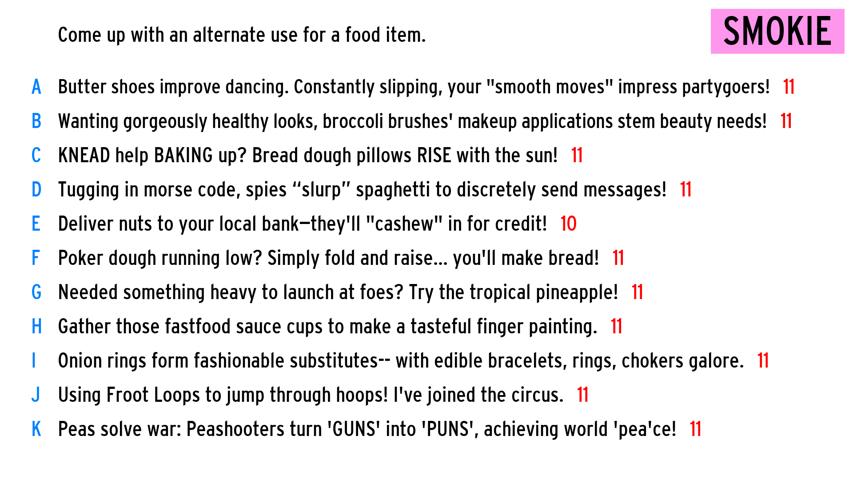 Come up with an alternate use for a food item.
SMOKIE
A Butter shoes improve dancing. Constantly slipping, your "smooth moves" impress partygoers! 11
B Wanting gorgeously healthy looks, broccoli brushes' makeup applications stem beauty needs! 11
C KNEAD help BAKING up? Bread dough pillows RISE with the sun! 11
D Tugging in morse code, spies “slurp” spaghetti to discretely send messages! 11
E Deliver nuts to your local bank—they'll "cashew" in for credit! 10
F Poker dough running low? Simply fold and raise... you'll make bread! 11
G Needed something heavy to launch at foes? Try the tropical pineapple! 11
H Gather those fastfood sauce cups to make a tasteful finger painting. 11
I Onion rings form fashionable substitutes-- with edible bracelets, rings, chokers galore. 11
J Using Froot Loops to jump through hoops! I've joined the circus. 11
K Peas solve war: Peashooters turn 'GUNS' into 'PUNS', achieving world 'pea'ce! 11